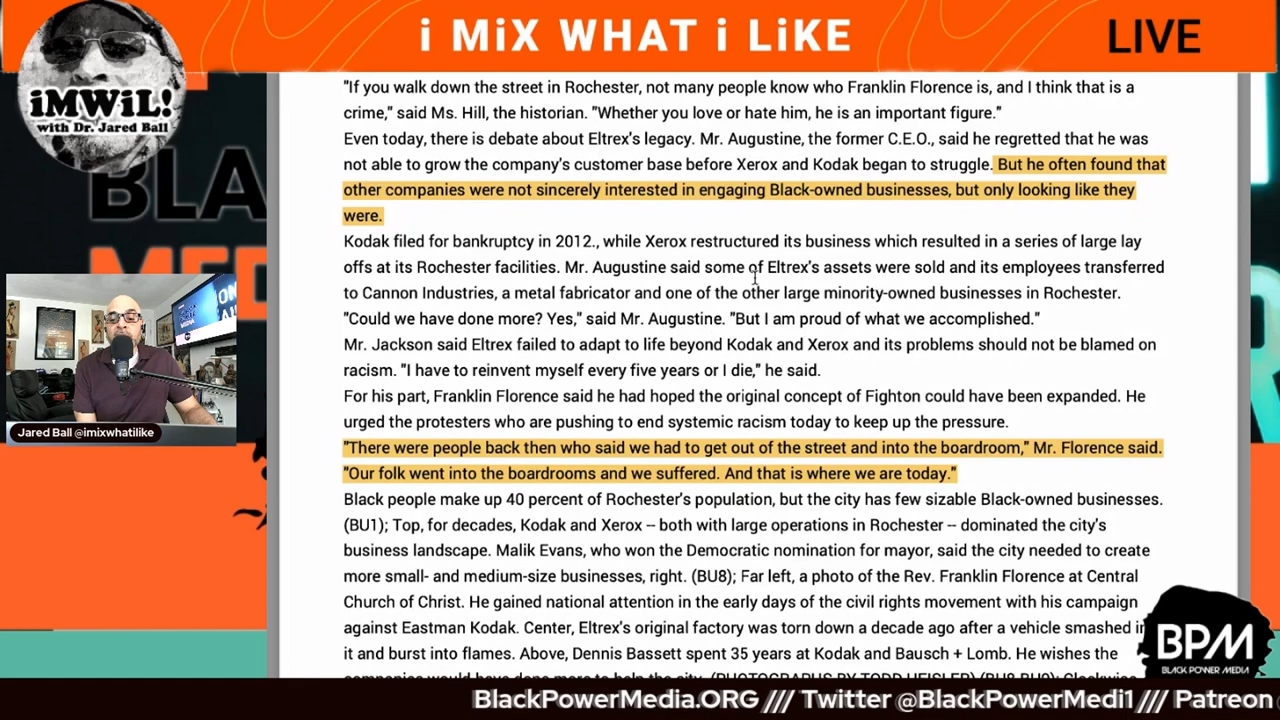 i MiX WHAT i LiKE
LIVE
iMWiL!
with Dr. Jared Ball
"If you walk down the street in Rochester, not many people know who Franklin Florence is, and I think that is a
crime," said Ms. Hill, the historian. "Whether you love or hate him, he is an important figure."
Even today, there is debate about Eltrex's legacy. Mr. Augustine, the former C.E.O., said he regretted that he was
not able to grow the company's customer base before Xerox and Kodak began to struggle. But he often found that
other companies were not sincerely interested in engaging Black-owned businesses, but only looking like they
were.
Kodak filed for bankruptcy in 2012., while Xerox restructured its business which resulted in a series of large lay
offs at its Rochester facilities. Mr. Augustine said some of Eltrex's assets were sold and its employees transferred
to Cannon Industries, a metal fabricator and one of the other large minority-owned businesses in Rochester.
"Could we have done more? Yes," said Mr. Augustine. "But I am proud of what we accomplished."
Mr. Jackson said Eltrex failed to adapt to life beyond Kodak and Xerox and its problems should not be blamed on
racism. "I have to reinvent myself every five years or I die," he said.
For his part, Franklin Florence said he had hoped the original concept of Fighton could have been expanded. He
urged the protesters who are pushing to end systemic racism today to keep up the pressure.
"There were people back then who said we had to get out of the street and into the boardroom," Mr. Florence said.
"Our folk went into the boardrooms and we suffered. And that is where we are today."
Black people make up 40 percent of Rochester's population, but the city has few sizable Black-owned businesses.
(BU1); Top, for decades, Kodak and Xerox -- both with large operations in Rochester -- dominated the city's
business landscape. Malik Evans, who won the Democratic nomination for mayor, said the city needed to create
more small- and medium-size businesses, right. (BU8); Far left, a photo of the Rev. Franklin Florence at Central
Church of Christ. He gained national attention in the early days of the civil rights movement with his campaign
against Eastman Kodak. Center, Eltrex's original factory was torn down a decade ago after a vehicle smashed in
it and burst into flames. Above, Dennis Bassett spent 35 years at Kodak and Bausch + Lomb. He wishes the
BLA
Jared Ball @imixwhatilike
BPM
BLACK POWER MEDIA
BlackPowerMedia.ORG /// Twitter @BlackPowerMedi1 /// Patreon